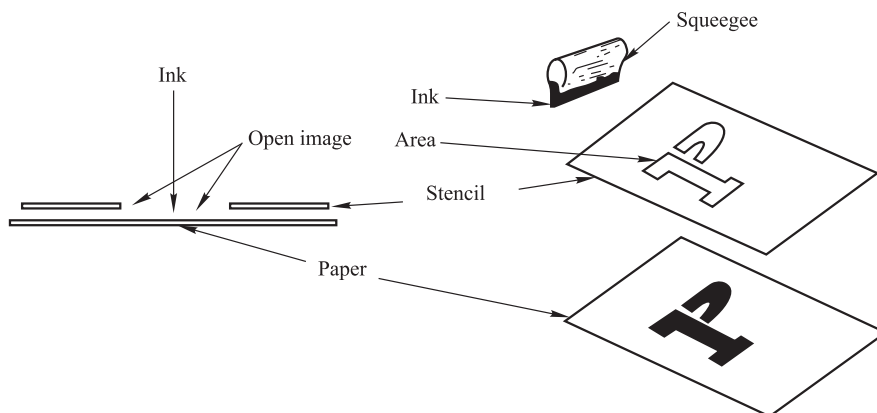 Squeegee
Ink
Ink
Open image
Area
Stencil
Paper